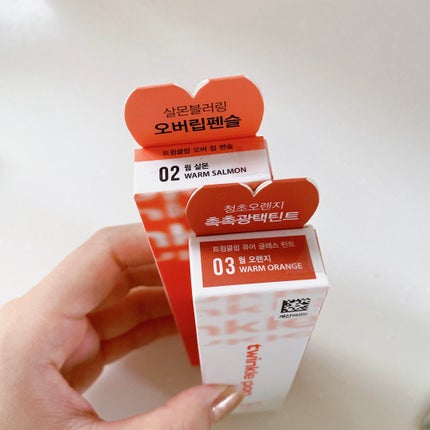 살몬블러링
오버립펜슬
트윙클팝 오버 립 펜슬
02 웜 살몬
WARM SALMON
청초오렌지
촉촉광택틴트
트윙클팝 퓨어 글래스 틴트
03 웜 오렌지
WARM ORANGE
twinkle pop